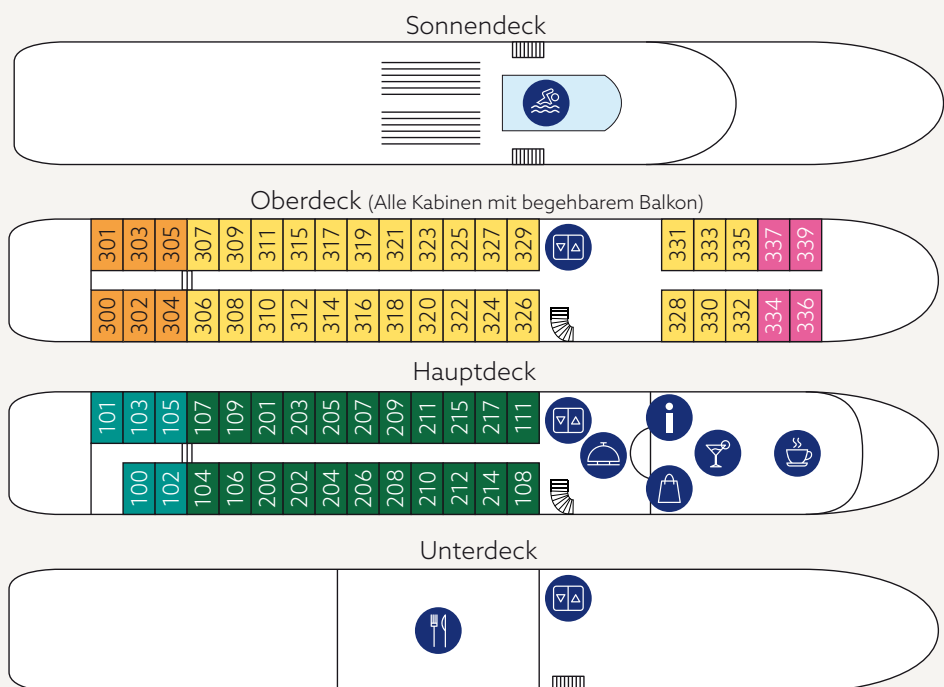 Sonnendeck
Oberdeck (Alle Kabinen mit begehbarem Balkon)
301 303 305 307 309 311 315 317 319 321 323 325 327 329 331 333 335 337 339
300 302 304 306 308 310 312 314 316 318 320 322 324 326 328 330 332 334 336
Hauptdeck
101 103 105 107 109 201 203 205 207 209 211 215 217 111
100 102 104 106 200 202 204 206 208 210 212 214 108
Unterdeck